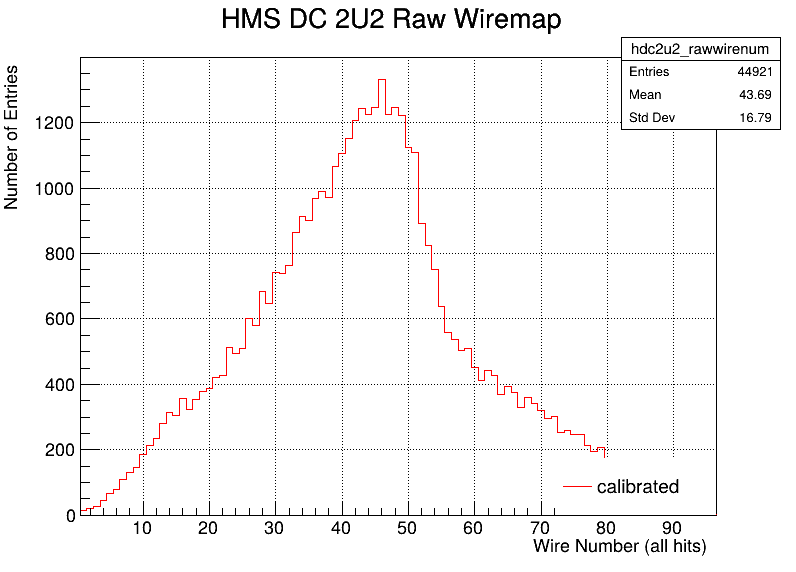 HMS DC 2U2 Raw Wiremap
hdc2u2_rawwirenum
Entries 44921
Mean 43.69
Std Dev 16.79
Number of Entries
1200
1000
800
600
400
200
0
calibrated
10 20 30 40 50 60 70 80 90
Wire Number (all hits)